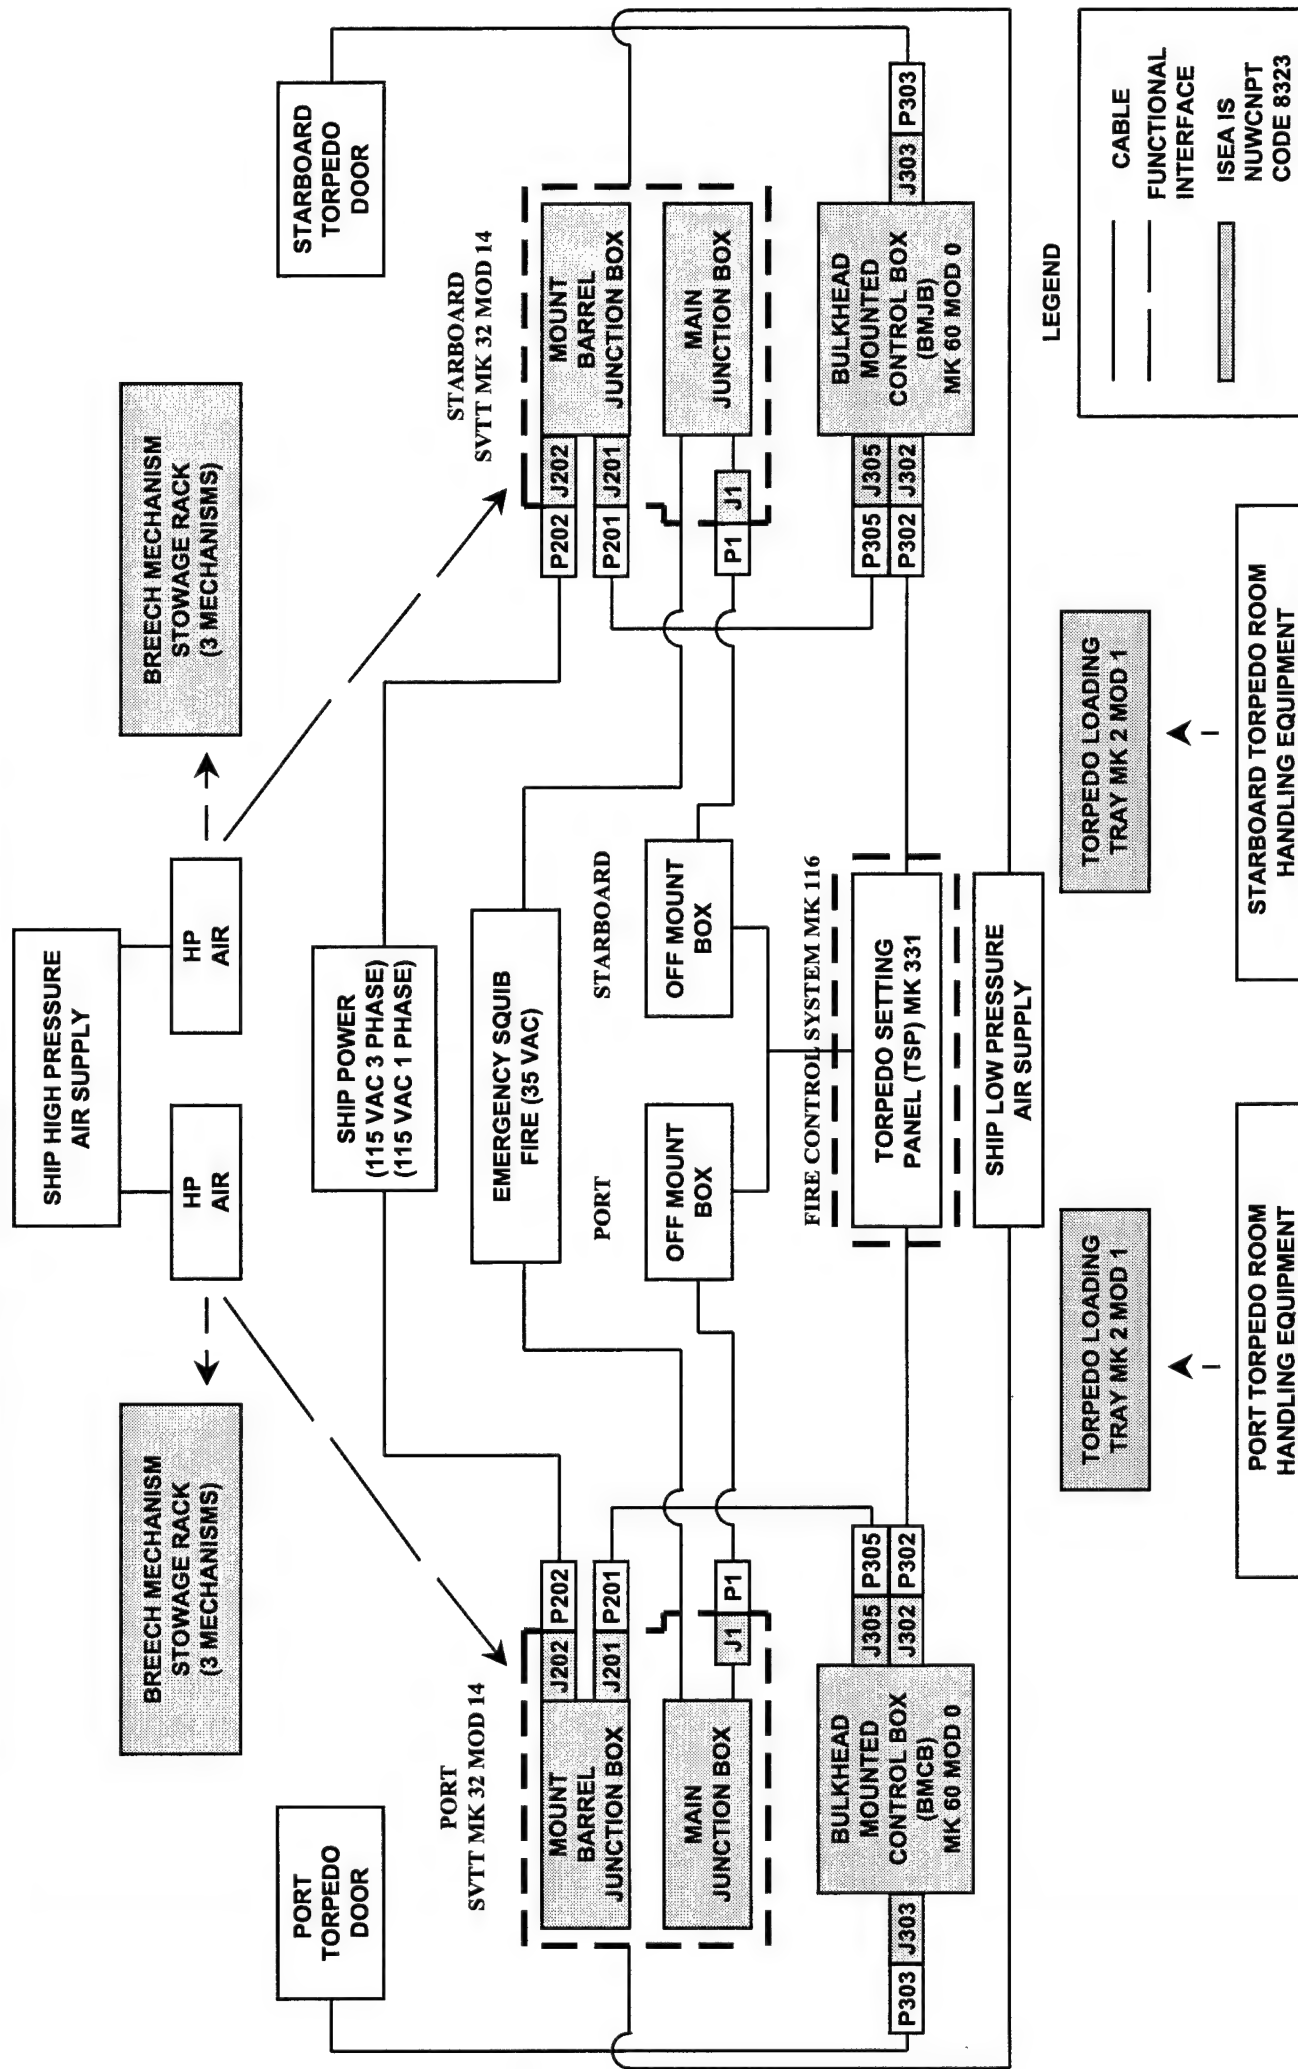 SHIP HIGH PRESSURE
AIR SUPPLY
HP
AIR
HP
AIR
BREECH MECHANISM
STOWAGE RACK
(3 MECHANISMS)
BREECH MECHANISM
STOWAGE RACK
(3 MECHANISMS)
PORT
TORPEDO
DOOR
SHIP POWER
(115 VAC 3 PHASE)
(115 VAC 1 PHASE)
STARBOARD
TORPEDO
DOOR
PORT
SVTT MK 32 MOD 14
STARBOARD
SVTT MK 32 MOD 14
EMERGENCY SQUIB
FIRE (35 VAC)
MOUNT
BARREL
JUNCTION BOX
J202
P202
J201
P201
P202
J202
P201
J201
MOUNT
BARREL
JUNCTION BOX
PORT
STARBOARD
MAIN
JUNCTION BOX
J1
P1
OFF MOUNT
BOX
OFF MOUNT
BOX
P1
J1
MAIN
JUNCTION BOX
FIRE CONTROL SYSTEM MK 116
P303
J303
BULKHEAD
MOUNTED
CONTROL BOX
(BMCB)
MK 60 MOD 0
J305
P305
J302
P302
TORPEDO SETTING
PANEL (TSP) MK 331
P305
J305
P302
J302
BULKHEAD
MOUNTED
CONTROL BOX
(BMJB)
MK 60 MOD 0
J303
P303
SHIP LOW PRESSURE
AIR SUPPLY
TORPEDO LOADING
TRAY MK 2 MOD 1
TORPEDO LOADING
TRAY MK 2 MOD 1
PORT TORPEDO ROOM
HANDLING EQUIPMENT
STARBOARD TORPEDO ROOM
HANDLING EQUIPMENT
LEGEND
CABLE
FUNCTIONAL
INTERFACE
ISEA IS
NUWCNPT
CODE 8323